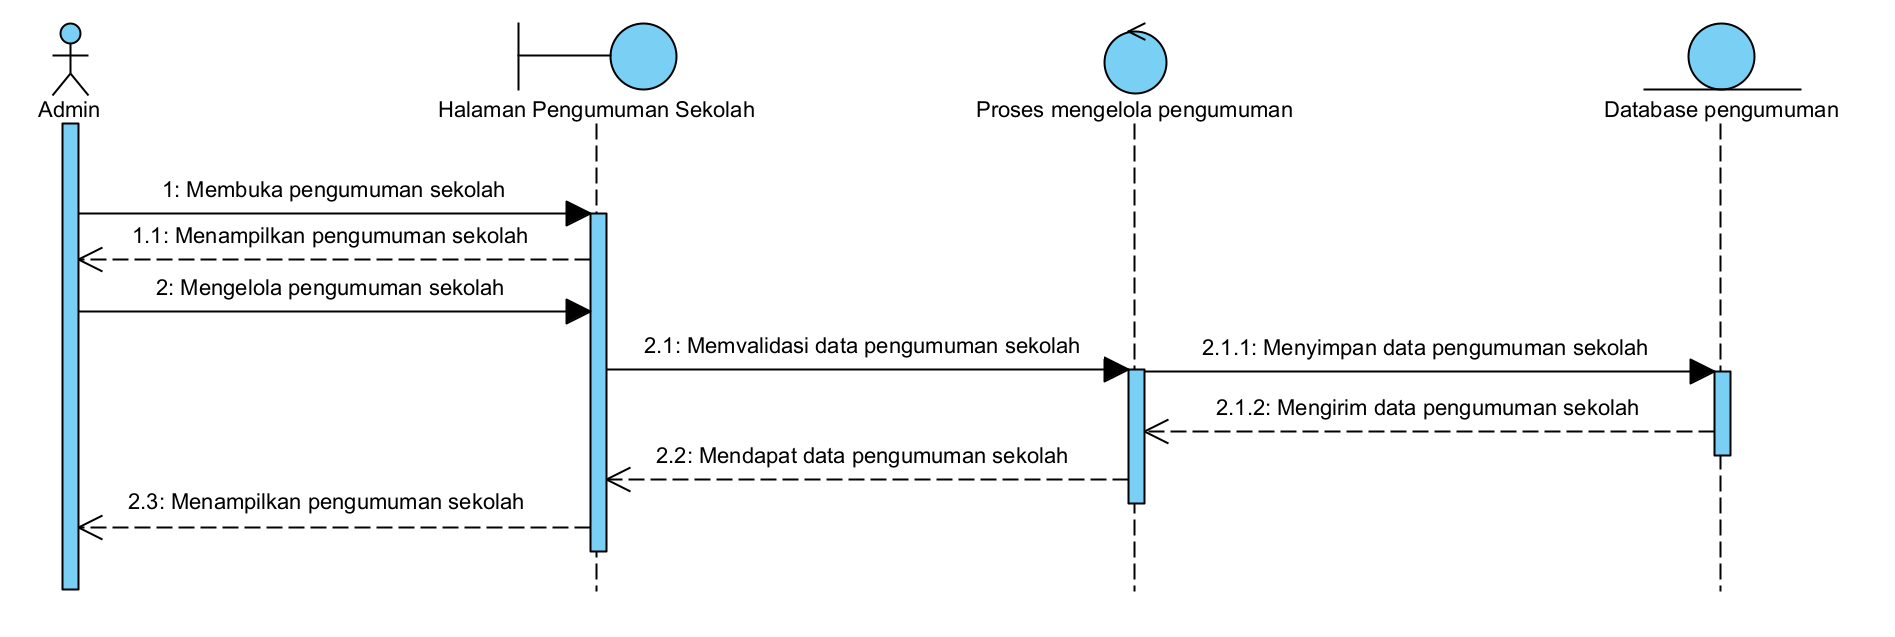 Admin
Halaman Pengumuman Sekolah
Proses mengelola pengumuman
Database pengumuman
1: Membuka pengumuman sekolah
1.1: Menampilkan pengumuman sekolah
2: Mengelola pengumuman sekolah
2.1: Memvalidasi data pengumuman sekolah
2.1.1: Menyimpan data pengumuman sekolah
2.1.2: Mengirim data pengumuman sekolah
2.2: Mendapat data pengumuman sekolah
2.3: Menampilkan pengumuman sekolah